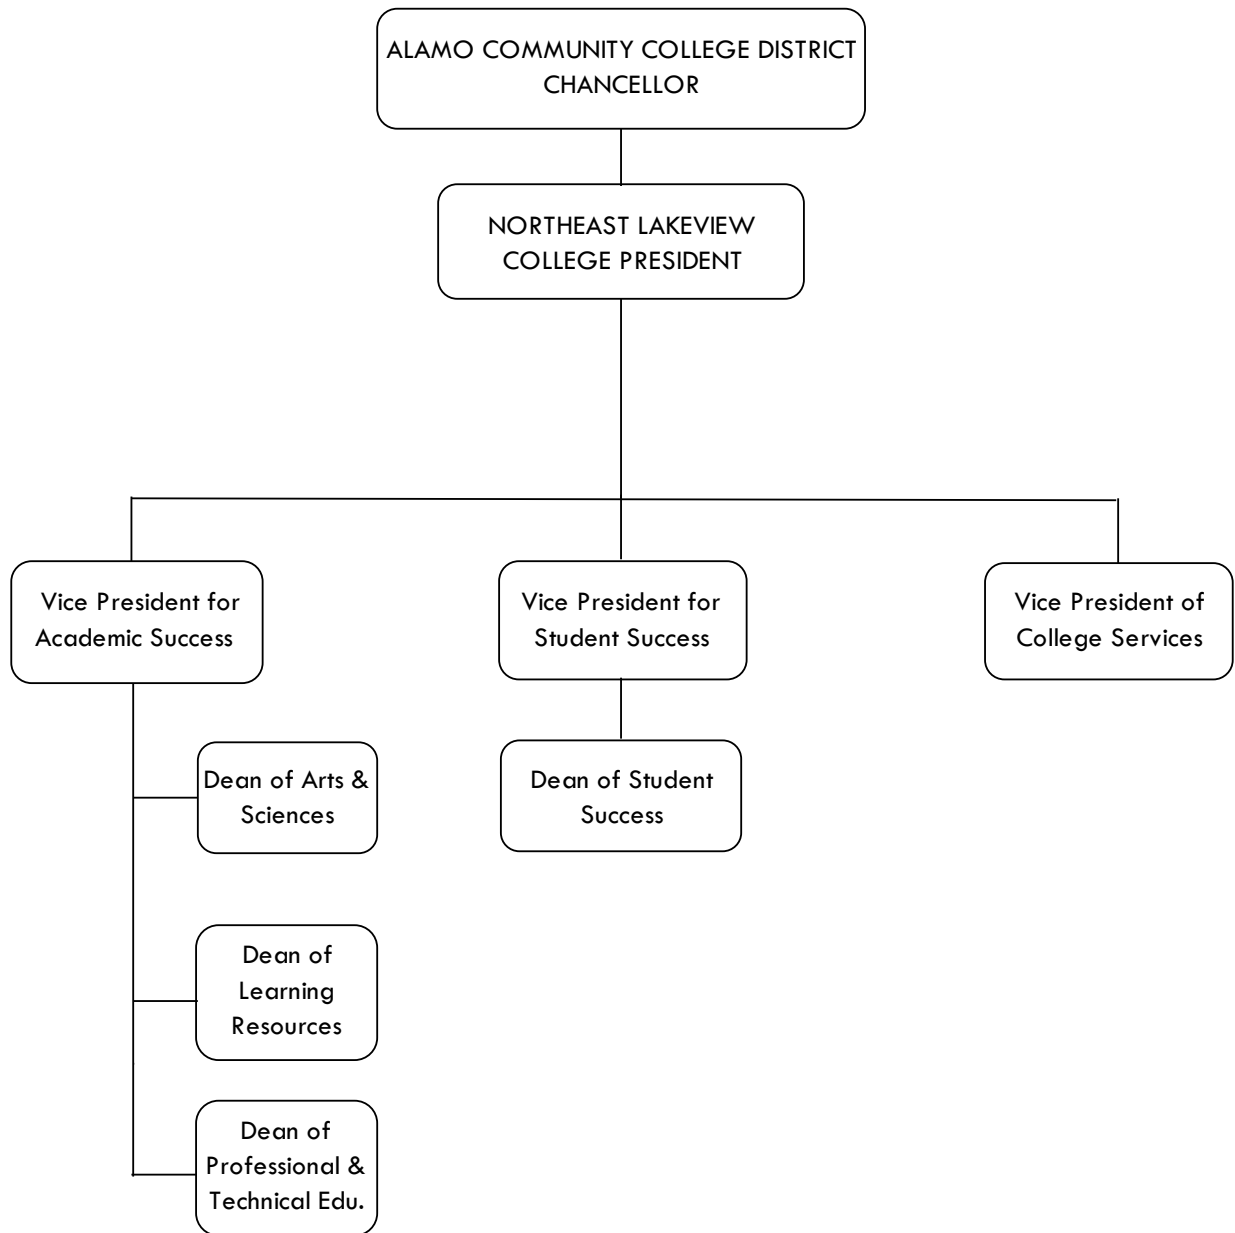 ALAMO COMMUNITY COLLEGE DISTRICT
CHANCELLOR
NORTHEAST LAKEVIEW
COLLEGE PRESIDENT
Vice President for
Academic Success
Vice President for
Student Success
Vice President of
College Services
Dean of Arts &
Sciences
Dean of Student
Success
Dean of
Learning
Resources
Dean of
Professional &
Technical Edu.